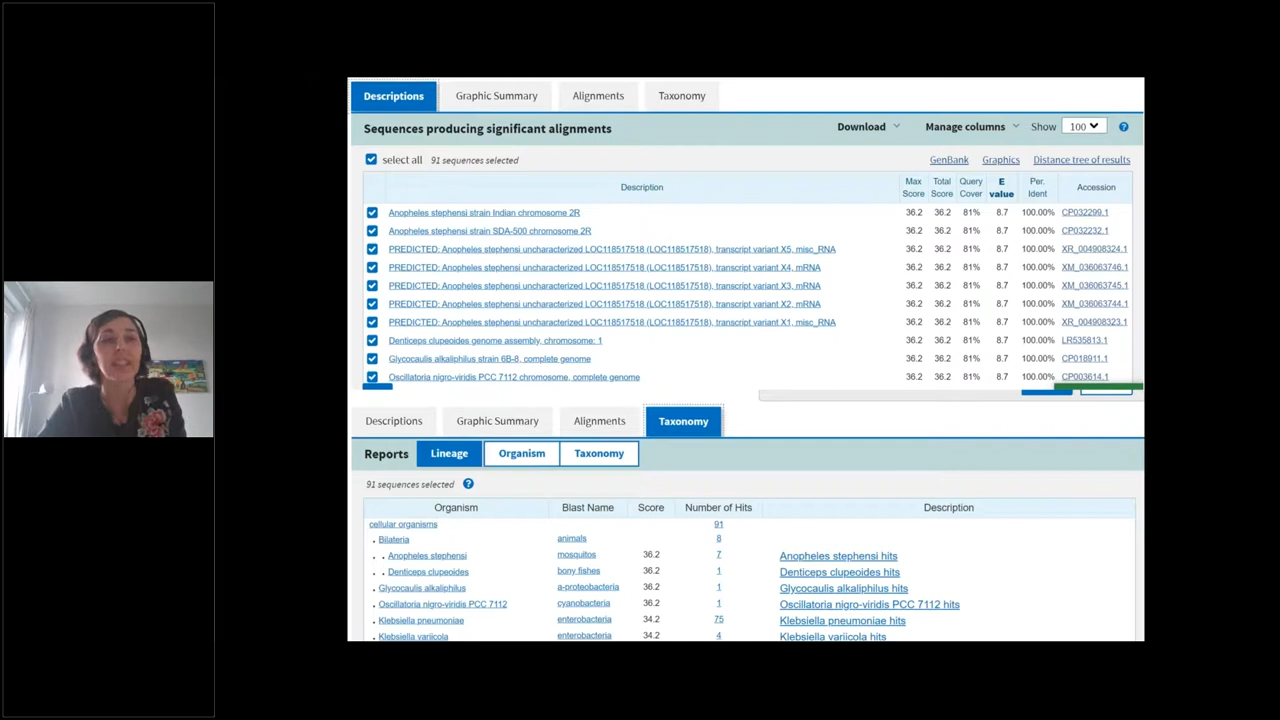 Descriptions Graphic Summary Alignments Taxonomy
Sequences producing significant alignments Download Manage columns Show 100 ?
select all 91 sequences selected GenBank Graphics Distance tree of results
Description Max Score Total Score Query Cover E value Per. Ident Accession
Anopheles stephensi strain Indian chromosome 2R 36.2 36.2 81% 8.7 100.00% CP032299.1
Anopheles stephensi strain SDA-500 chromosome 2R 36.2 36.2 81% 8.7 100.00% CP032232.1
PREDICTED: Anopheles stephensi uncharacterized LOC118517518 (LOC118517518), transcript variant X5, misc_RNA 36.2 36.2 81% 8.7 100.00% XR_004908324.1
PREDICTED: Anopheles stephensi uncharacterized LOC118517518 (LOC118517518), transcript variant X4, mRNA 36.2 36.2 81% 8.7 100.00% XM_036063746.1
PREDICTED: Anopheles stephensi uncharacterized LOC118517518 (LOC118517518), transcript variant X3, mRNA 36.2 36.2 81% 8.7 100.00% XM_036063745.1
PREDICTED: Anopheles stephensi uncharacterized LOC118517518 (LOC118517518), transcript variant X2, mRNA 36.2 36.2 81% 8.7 100.00% XM_036063744.1
PREDICTED: Anopheles stephensi uncharacterized LOC118517518 (LOC118517518), transcript variant X1, misc_RNA 36.2 36.2 81% 8.7 100.00% XR_004908323.1
Denticeps clupeoides genome assembly, chromosome: 1 36.2 36.2 81% 8.7 100.00% LR535813.1
Glycocaulis alkaliphilus strain 6B-8, complete genome 36.2 36.2 81% 8.7 100.00% CP018911.1
Oscillatoria nigro-viridis PCC 7112 chromosome, complete genome 36.2 36.2 81% 8.7 100.00% CP003614.1
Descriptions Graphic Summary Alignments Taxonomy
Reports Lineage Organism Taxonomy
91 sequences selected ?
Organism Blast Name Score Number of Hits Description
cellular organisms 91
. Bilateria animals 8
. . Anopheles stephensi mosquitos 36.2 7 Anopheles stephensi hits
. . Denticeps clupeoides bony fishes 36.2 1 Denticeps clupeoides hits
. Glycocaulis alkaliphilus a-proteobacteria 36.2 1 Glycocaulis alkaliphilus hits
. Oscillatoria nigro-viridis PCC 7112 cyanobacteria 36.2 1 Oscillatoria nigro-viridis PCC 7112 hits
. Klebsiella pneumoniae enterobacteria 34.2 75 Klebsiella pneumoniae hits
. Klebsiella variicola enterobacteria 34.2 4 Klebsiella variicola hits